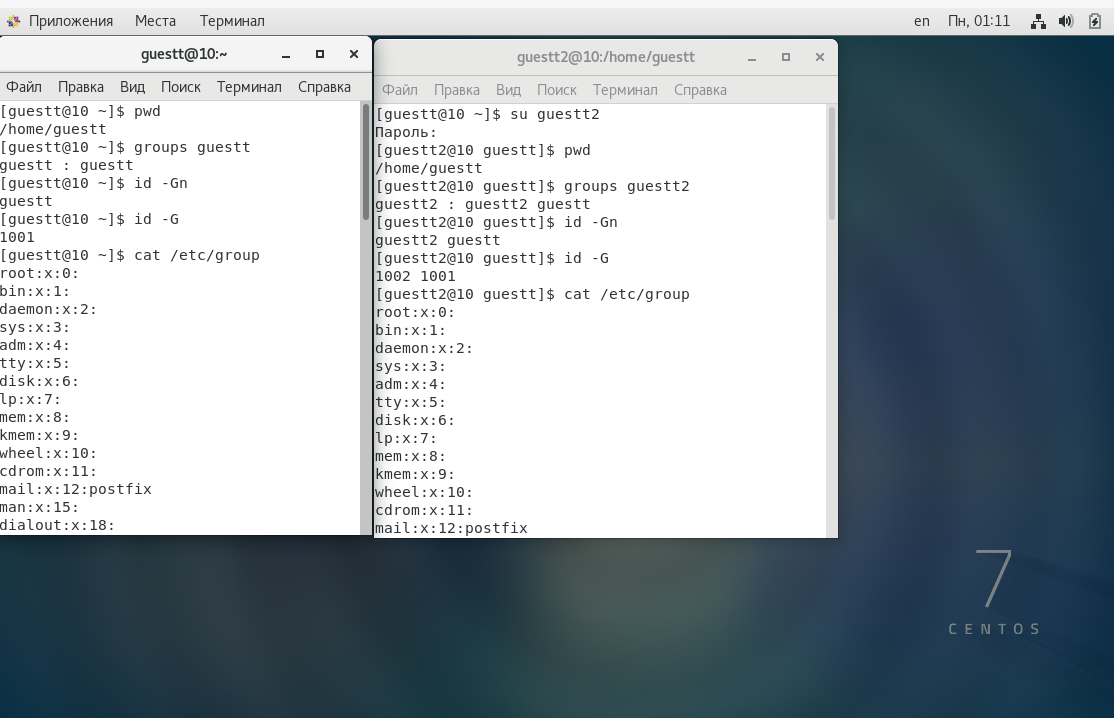 Приложения Места Терминал en Пн, 01:11
guestt@10:~
Файл Правка Вид Поиск Терминал Справка
[guestt@10 ~]$ pwd
/home/guestt
[guestt@10 ~]$ groups guestt
guestt : guestt
[guestt@10 ~]$ id -Gn
guestt
[guestt@10 ~]$ id -G
1001
[guestt@10 ~]$ cat /etc/group
root:x:0:
bin:x:1:
daemon:x:2:
sys:x:3:
adm:x:4:
tty:x:5:
disk:x:6:
lp:x:7:
mem:x:8:
kmem:x:9:
wheel:x:10:
cdrom:x:11:
mail:x:12:postfix
man:x:15:
dialout:x:18:
guestt2@10:/home/guestt
Файл Правка Вид Поиск Терминал Справка
[guestt@10 ~]$ su guestt2
Пароль:
[guestt2@10 guestt]$ pwd
/home/guestt
[guestt2@10 guestt]$ groups guestt2
guestt2 : guestt2 guestt
[guestt2@10 guestt]$ id -Gn
guestt2 guestt
[guestt2@10 guestt]$ id -G
1002 1001
[guestt2@10 guestt]$ cat /etc/group
root:x:0:
bin:x:1:
daemon:x:2:
sys:x:3:
adm:x:4:
tty:x:5:
disk:x:6:
lp:x:7:
mem:x:8:
kmem:x:9:
wheel:x:10:
cdrom:x:11:
mail:x:12:postfix
7
CENTOS